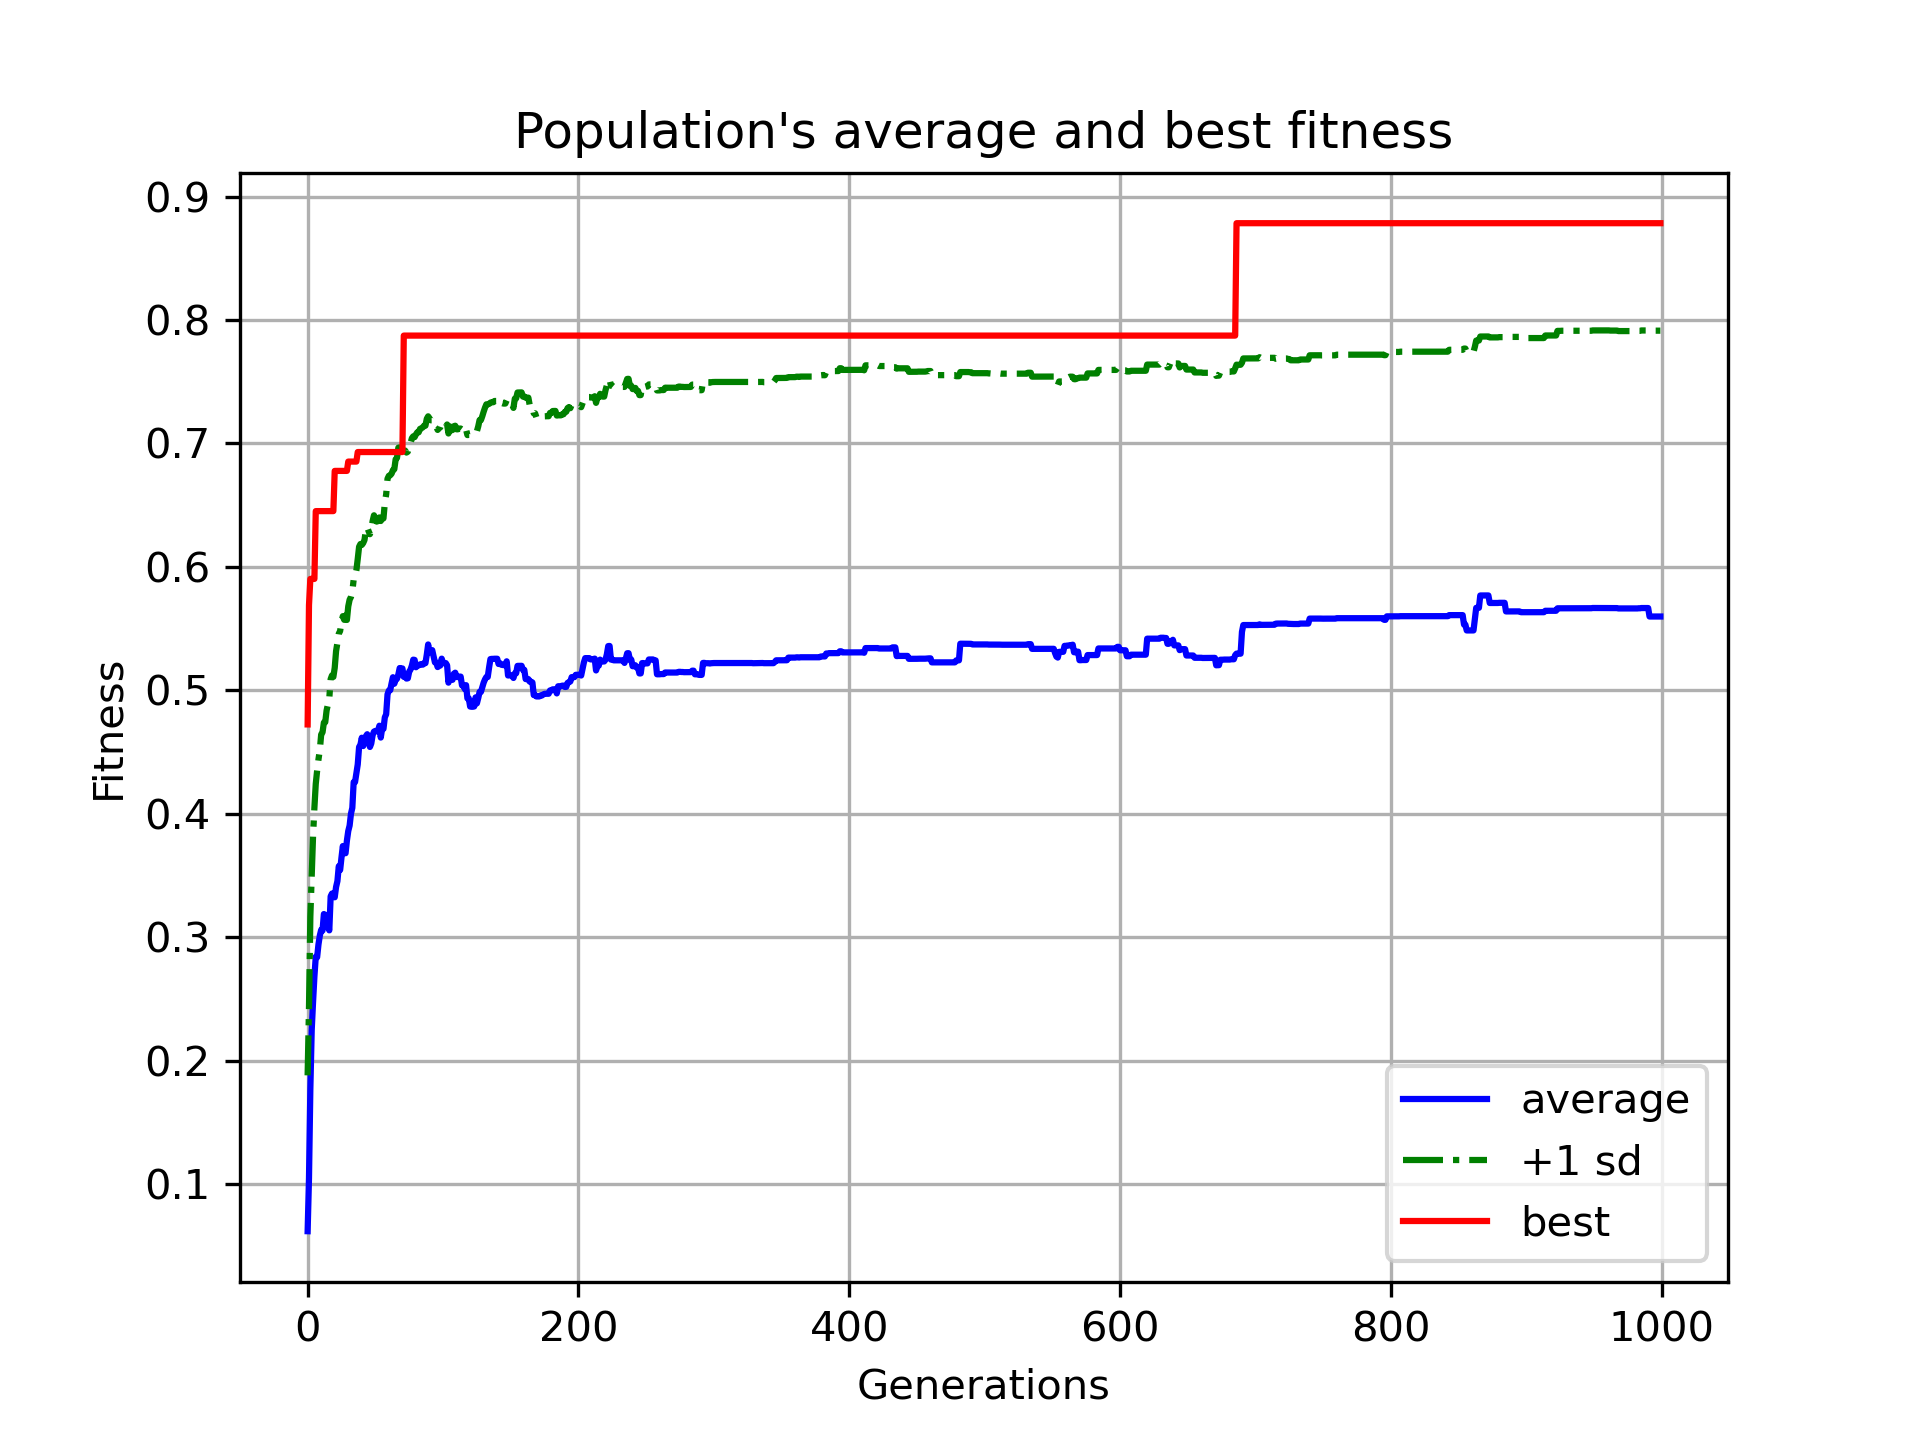 Population's average and best fitness
0.9
0.8
0.7
0.6
0.5
0.4
0.3
0.2
0.1
Fitness
0 200 400 600 800 1000
Generations
average
+1 sd
best